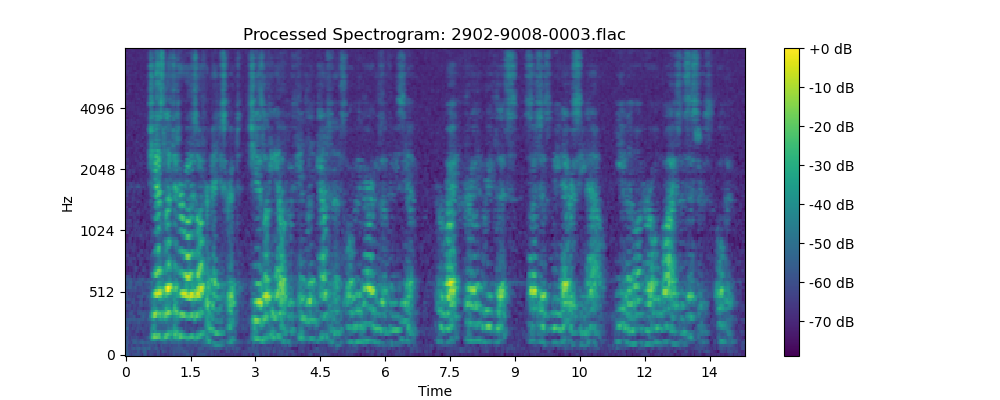 Processed Spectrogram: 2902-9008-0003.flac
Hz
4096
2048
1024
512
0
0 1.5 3 4.5 6 7.5 9 10 12 14
Time
+0 dB
-10 dB
-20 dB
-30 dB
-40 dB
-50 dB
-60 dB
-70 dB